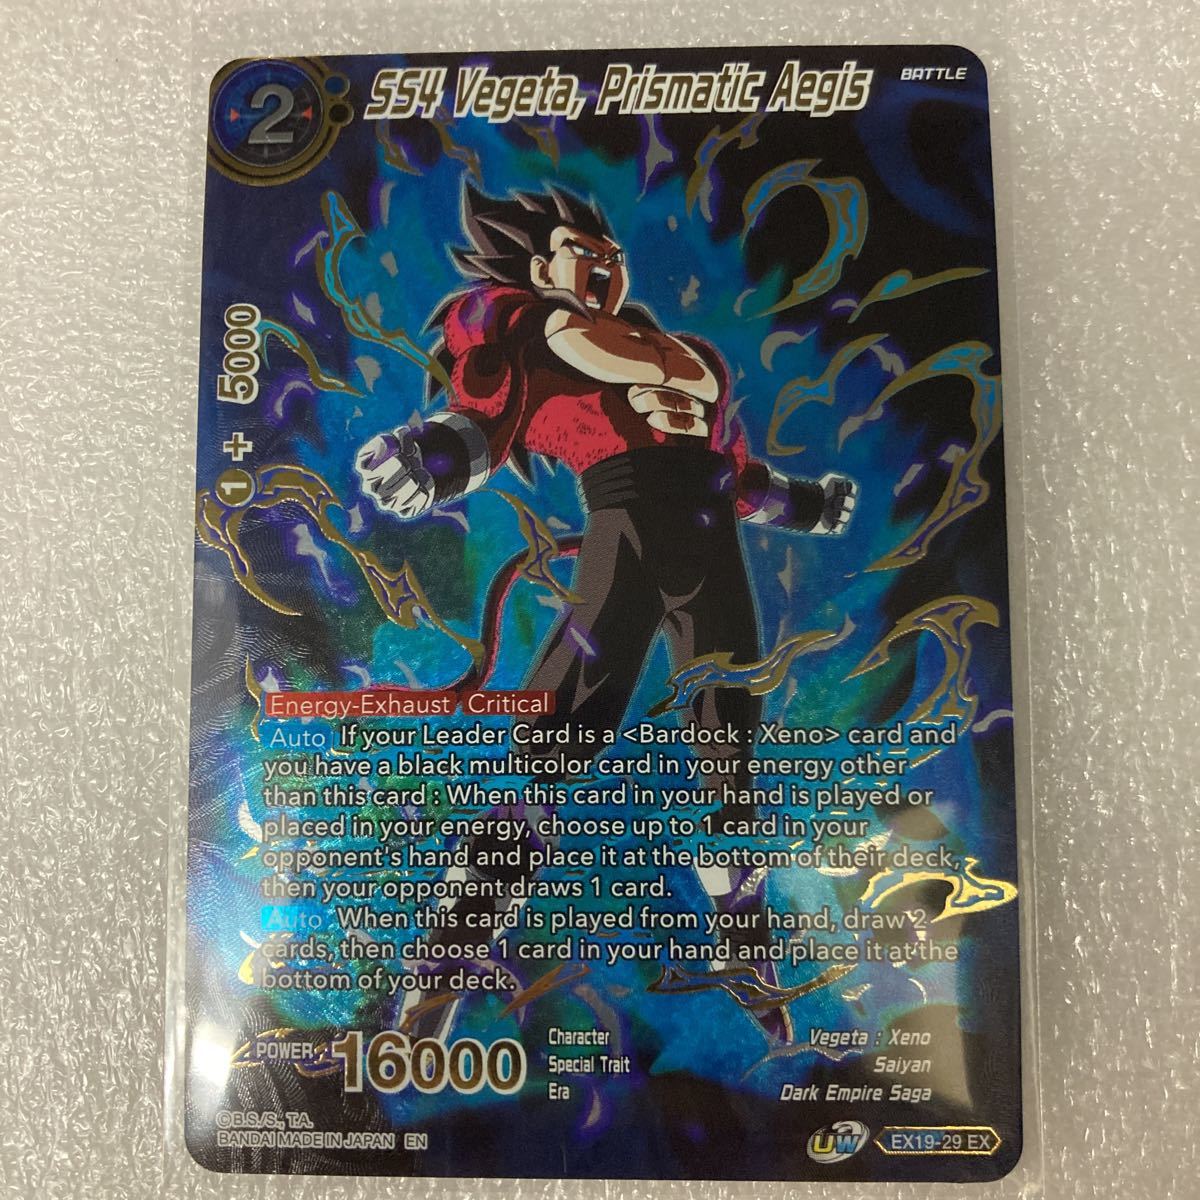 2
SS4 Vegeta, Prismatic Aegis
BATTLE
1 + 5000
Energy-Exhaust Critical
Auto If your Leader Card is a <Bardock : Xeno> card and
you have a black multicolor card in your energy other
than this card : When this card in your hand is played or
placed in your energy, choose up to 1 card in your
opponent's hand and place it at the bottom of their deck,
then your opponent draws 1 card.
Auto When this card is played from your hand, draw 2
cards, then choose 1 card in your hand and place it at the
bottom of your deck.
POWER 16000
Character Vegeta : Xeno
Special Trait Saiyan
Era Dark Empire Saga
©B.S./S., T.A.
BANDAI MADE IN JAPAN EN
UW
EX19-29 EX